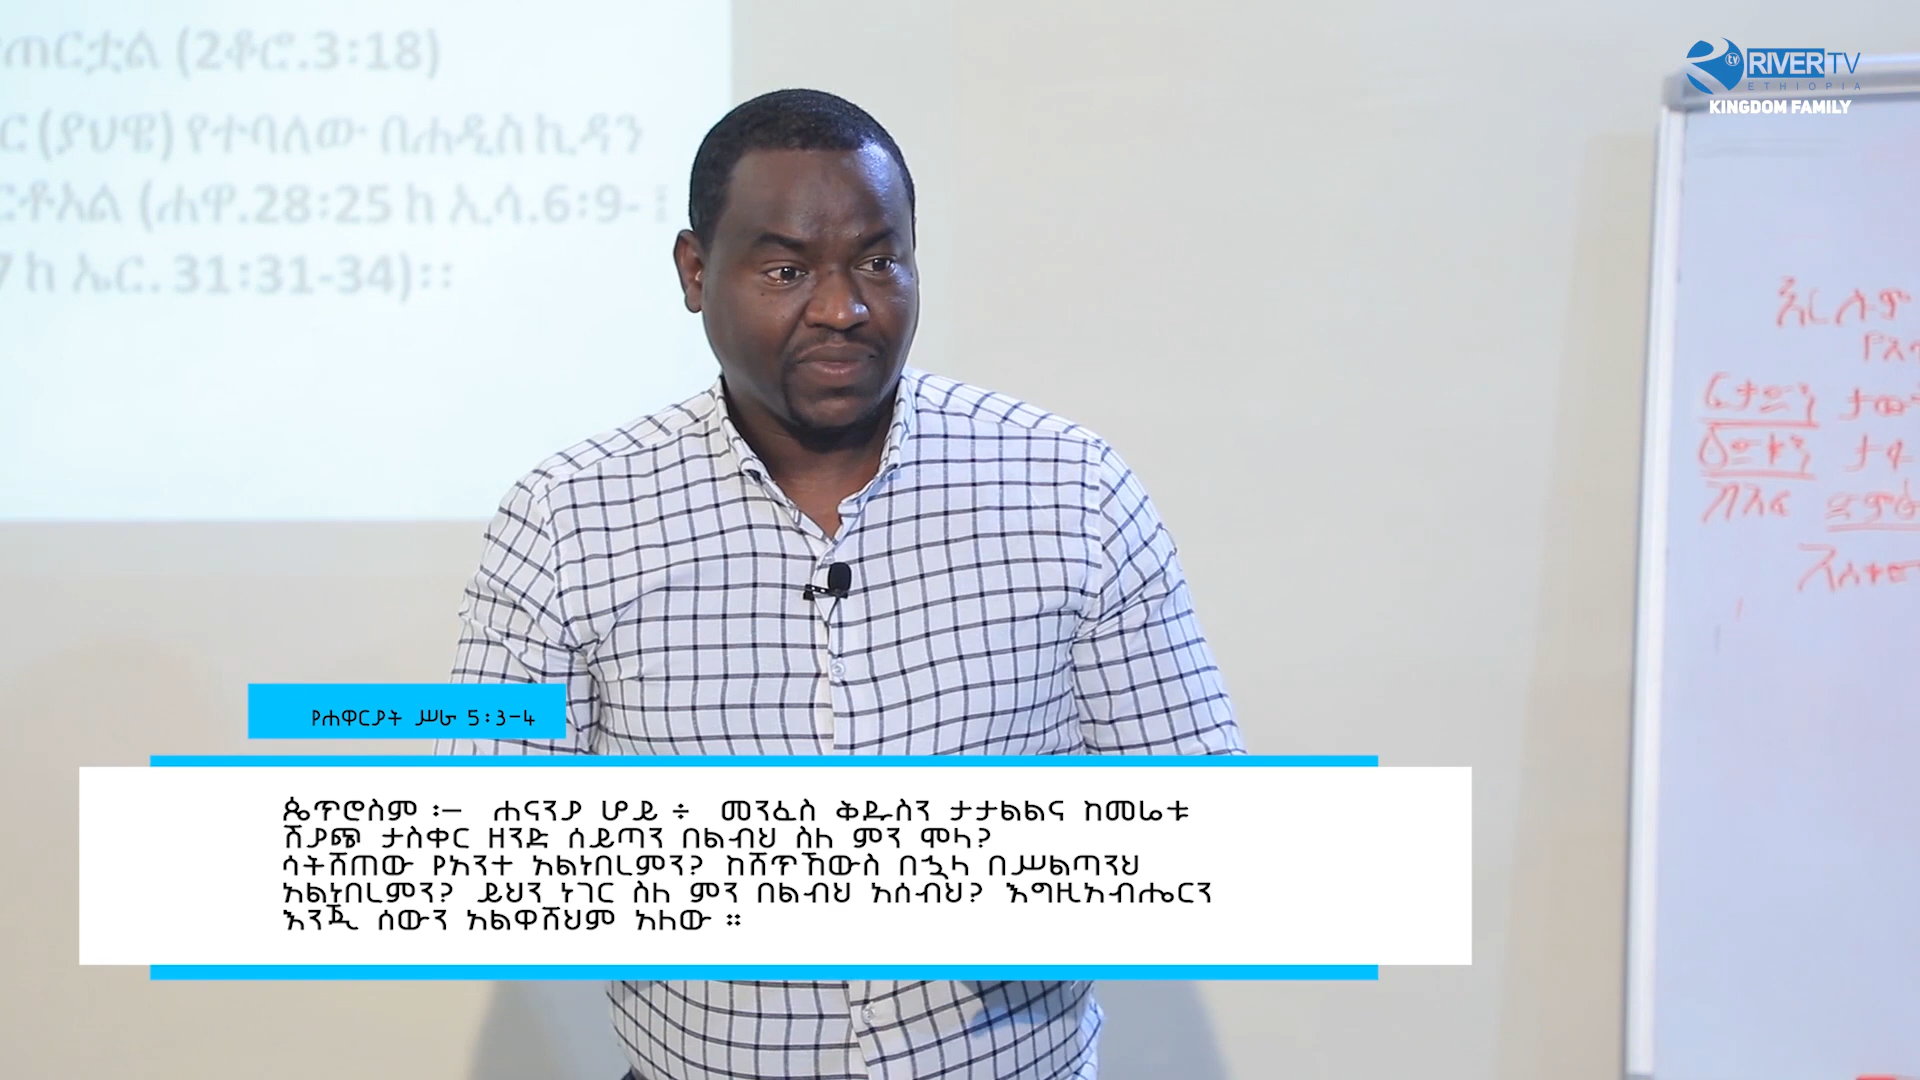 ጠርቷል (2ቆሮ.3፡18)
ር (ያህዌ) የተባለው በሐዲስ ኪዳን
ርቶአል (ሐዋ.28፡25 ከ ኢሳ.6፡9-
7 ከ ኤር. 31፡31-34)፡፡
tv RIVER TV
ETHIOPIA
KINGDOM FAMILY
የሐዋርያት ሥራ 5፡3-4
ጴጥሮስም ፡— ሐናንያ ሆይ ÷ መንፈስ ቅዱስን ታታልልና ከመሬቱ
ሽያጭ ታስቀር ዘንድ ሰይጣን በልብህ ስለ ምን ሞላ?
ሳትሸጠው የአንተ አልነበረምን? ከሸጥኸውስ በኋላ በሥልጣንህ
አልነበረምን? ይህን ነገር ስለ ምን በልብህ አሰብህ? እግዚአብሔርን
እንጂ ሰውን አልዋሸህም አለው ።